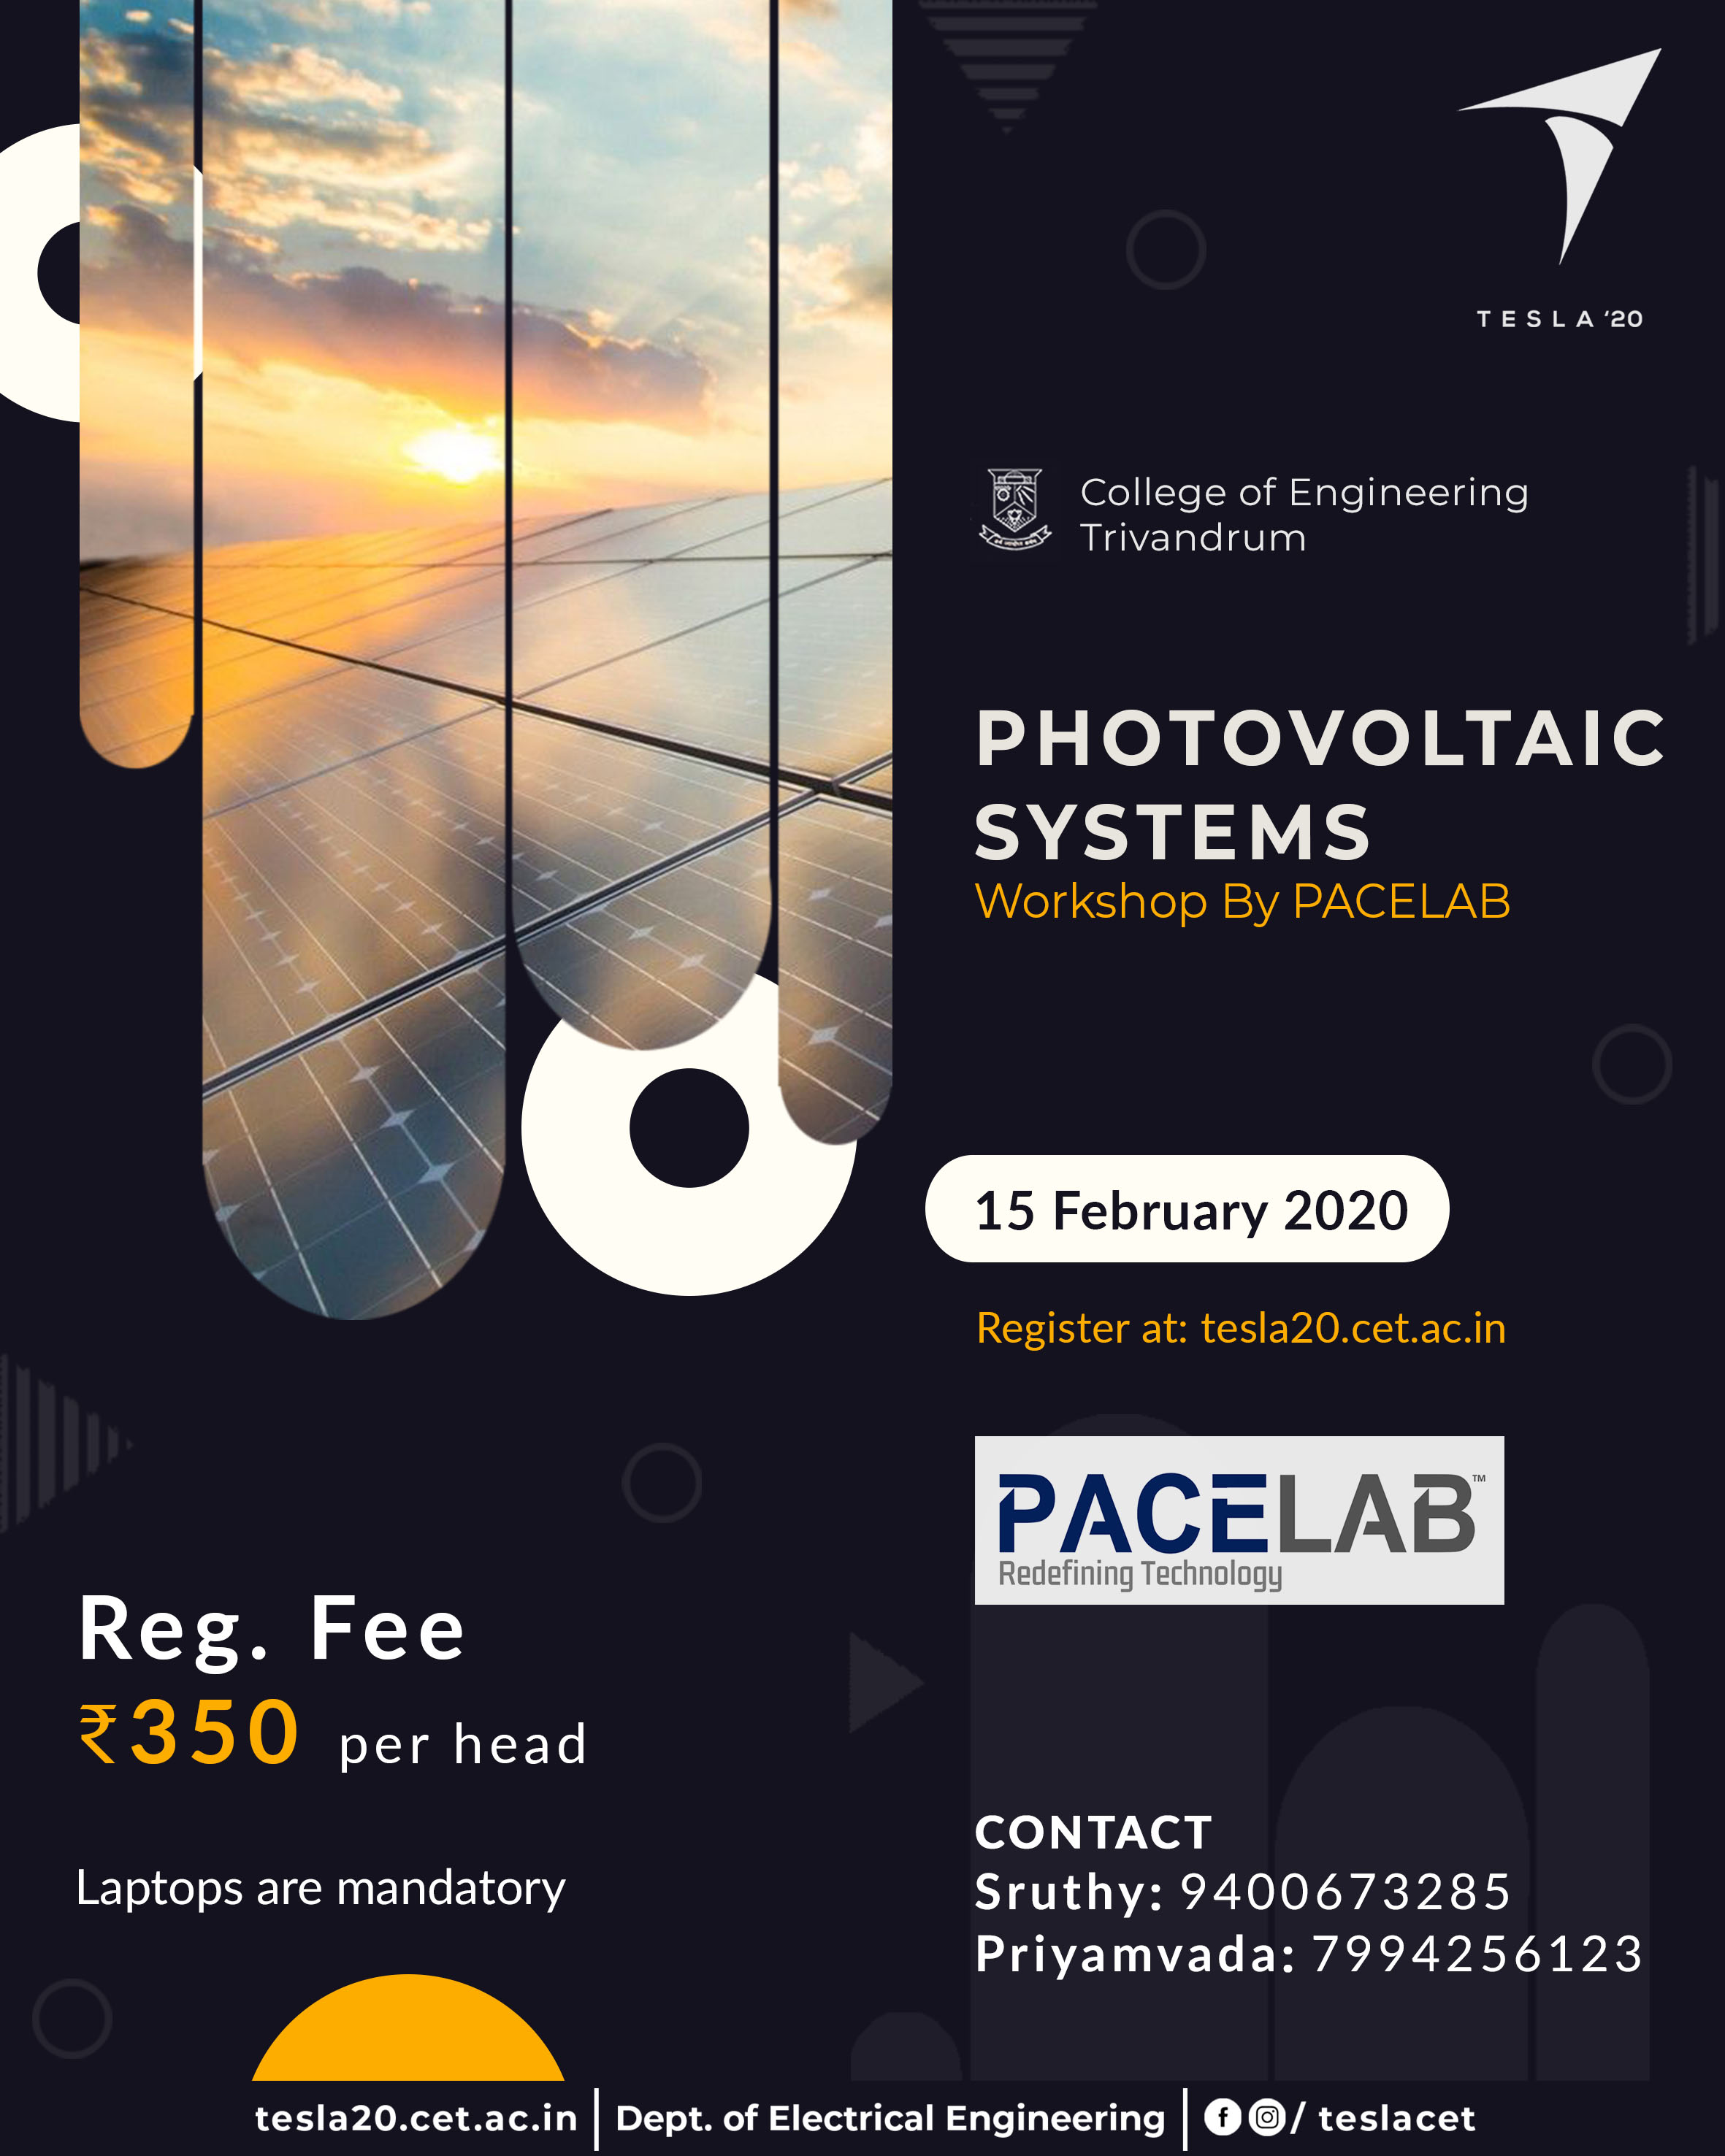 TESLA ‘20
College of Engineering
Trivandrum
PHOTOVOLTAIC
SYSTEMS
Workshop By PACELAB
15 February 2020
Register at: tesla20.cet.ac.in
PACELAB™
Redefining Technology
Reg. Fee
₹350 per head
Laptops are mandatory
CONTACT
Sruthy: 9400673285
Priyamvada: 7994256123
tesla20.cet.ac.in | Dept. of Electrical Engineering | / teslacet